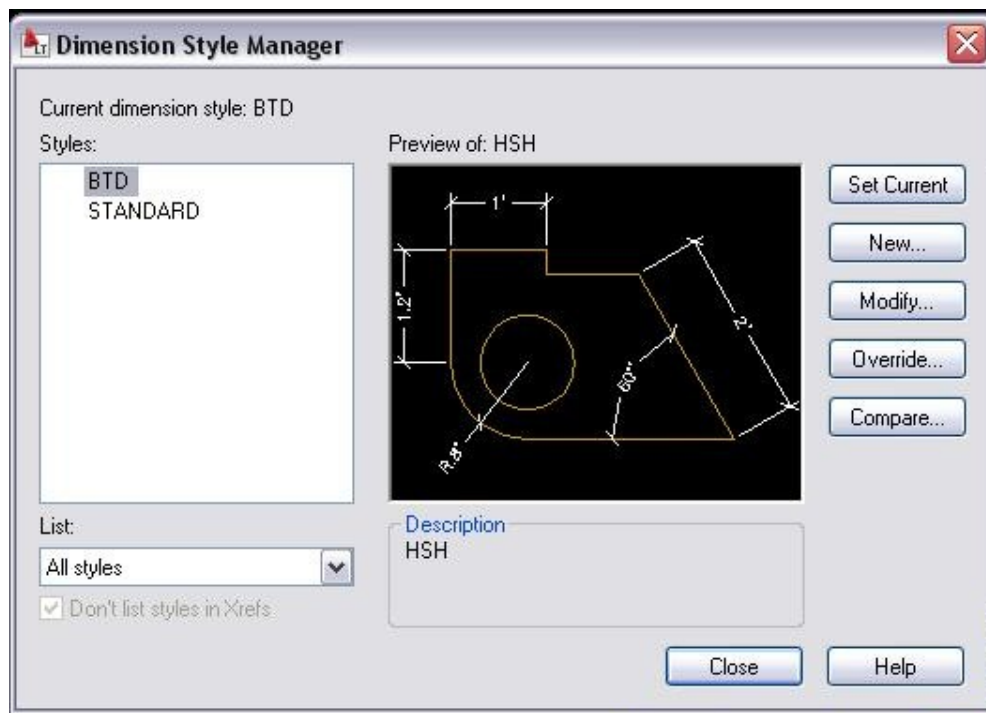 LT Dimension Style Manager
Current dimension style: BTD
Styles:
BTD
STANDARD
Preview of: HSH
1'
1.2'
2'
60°
R.8'
Set Current
New...
Modify...
Override...
Compare...
List:
All styles
Don't list styles in Xrefs
Description
HSH
Close
Help